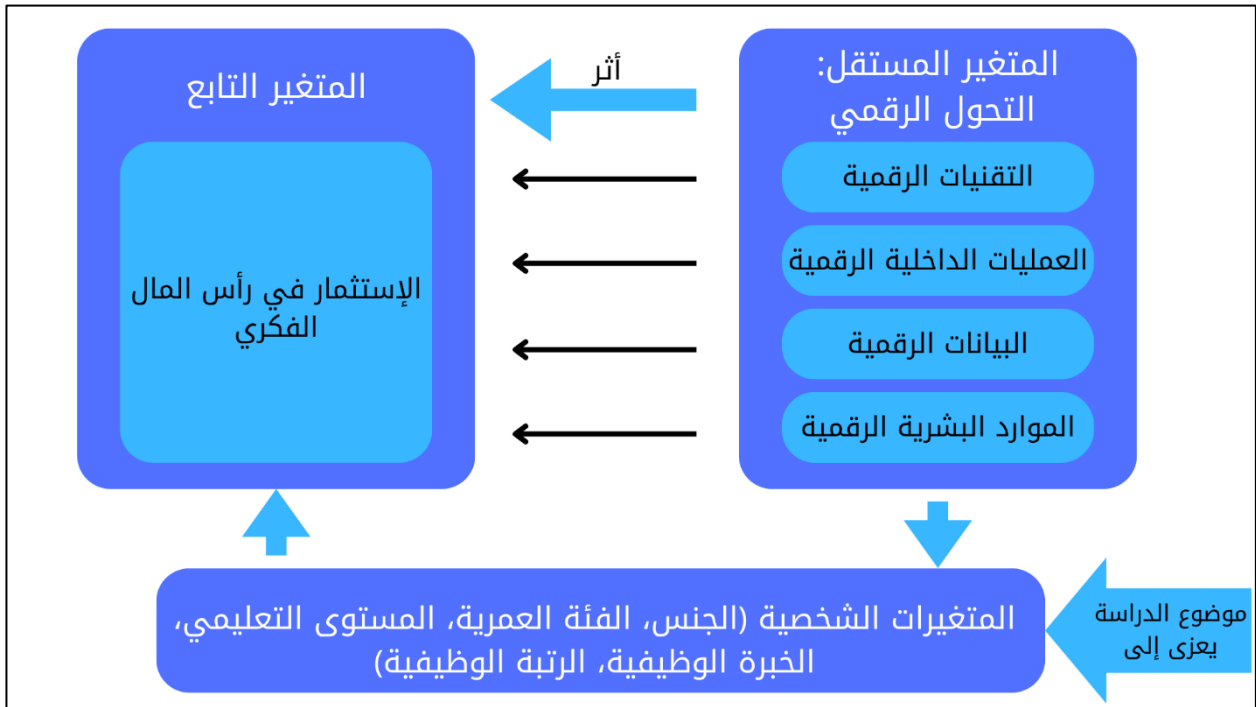 المتغير المستقل:
التحول الرقمي
التقنيات الرقمية
العمليات الداخلية الرقمية
البيانات الرقمية
الموارد البشرية الرقمية
أثر
المتغير التابع
الإستثمار في رأس المال
الفكري
المتغيرات الشخصية (الجنس، الفئة العمرية، المستوى التعليمي،
الخبرة الوظيفية، الرتبة الوظيفية)
موضوع الدراسة
يعزى إلى